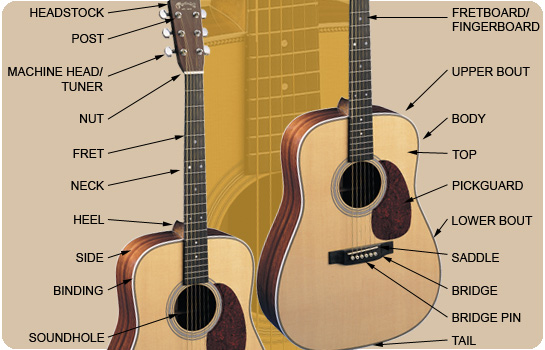 HEADSTOCK
POST
MACHINE HEAD/
TUNER
NUT
FRET
NECK
HEEL
SIDE
BINDING
SOUNDHOLE
FRETBOARD/
FINGERBOARD
UPPER BOUT
BODY
TOP
PICKGUARD
LOWER BOUT
SADDLE
BRIDGE
BRIDGE PIN
TAIL